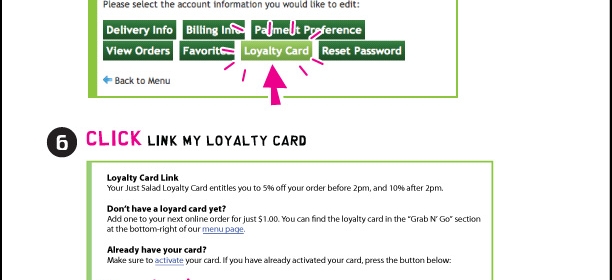 Please select the account information you would like to edit:
Delivery Info Billing Info Payment Preference
View Orders Favorites Loyalty Card Reset Password
Back to Menu
6 CLICK LINK MY LOYALTY CARD
Loyalty Card Link
Your Just Salad Loyalty Card entitles you to 5% off your order before 2pm, and 10% after 2pm.
Don't have a loyard card yet?
Add one to your next online order for just $1.00. You can find the loyalty card in the "Grab N' Go" section
at the bottom-right of our menu page.
Already have your card?
Make sure to activate your card. If you have already activated your card, press the button below: